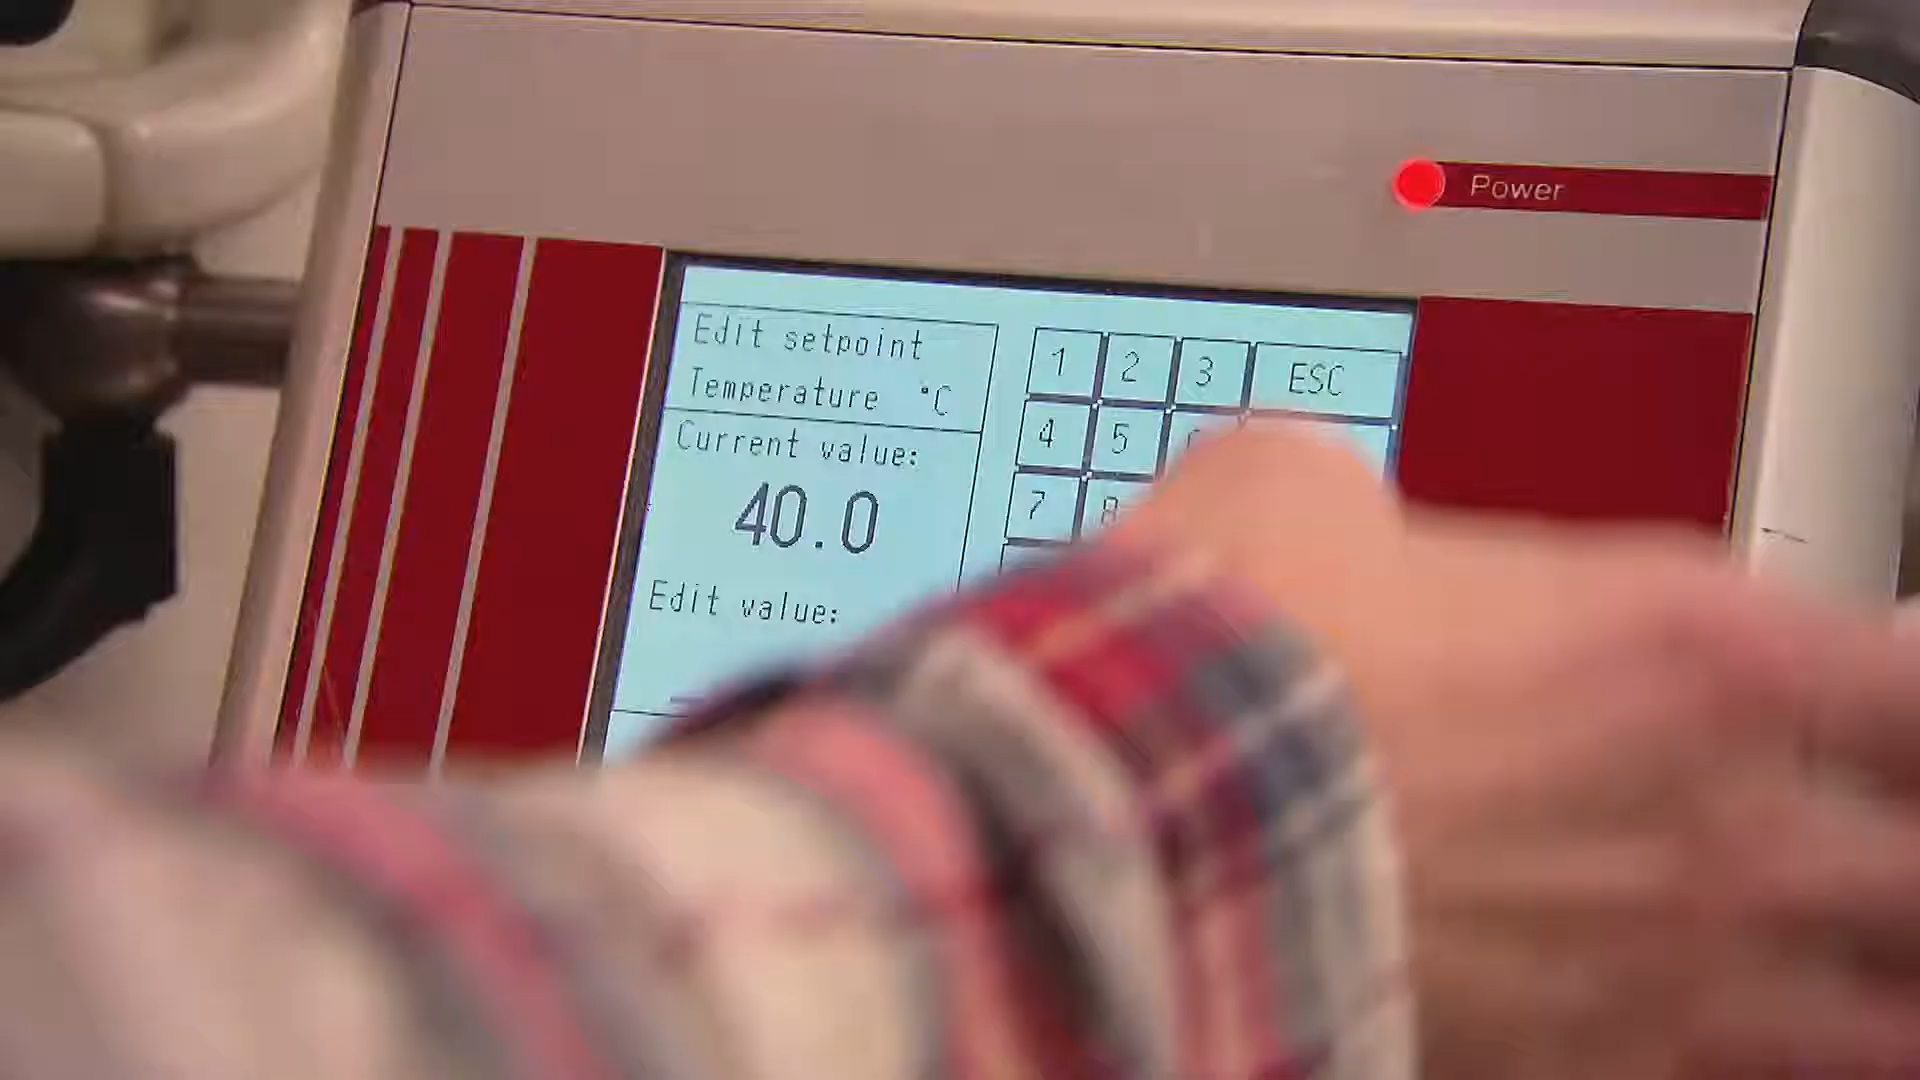 Power
Edit setpoint
Temperature °C
Current value:
40.0
Edit value:
1 2 3 ESC
4 5
7 8